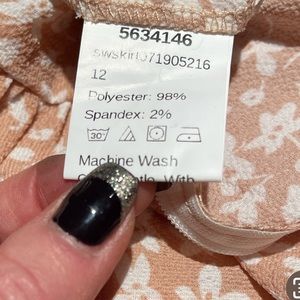 5634146
swskirt071905216
12
Polyester: 98%
Spandex: 2%
30
Machine Wash
With